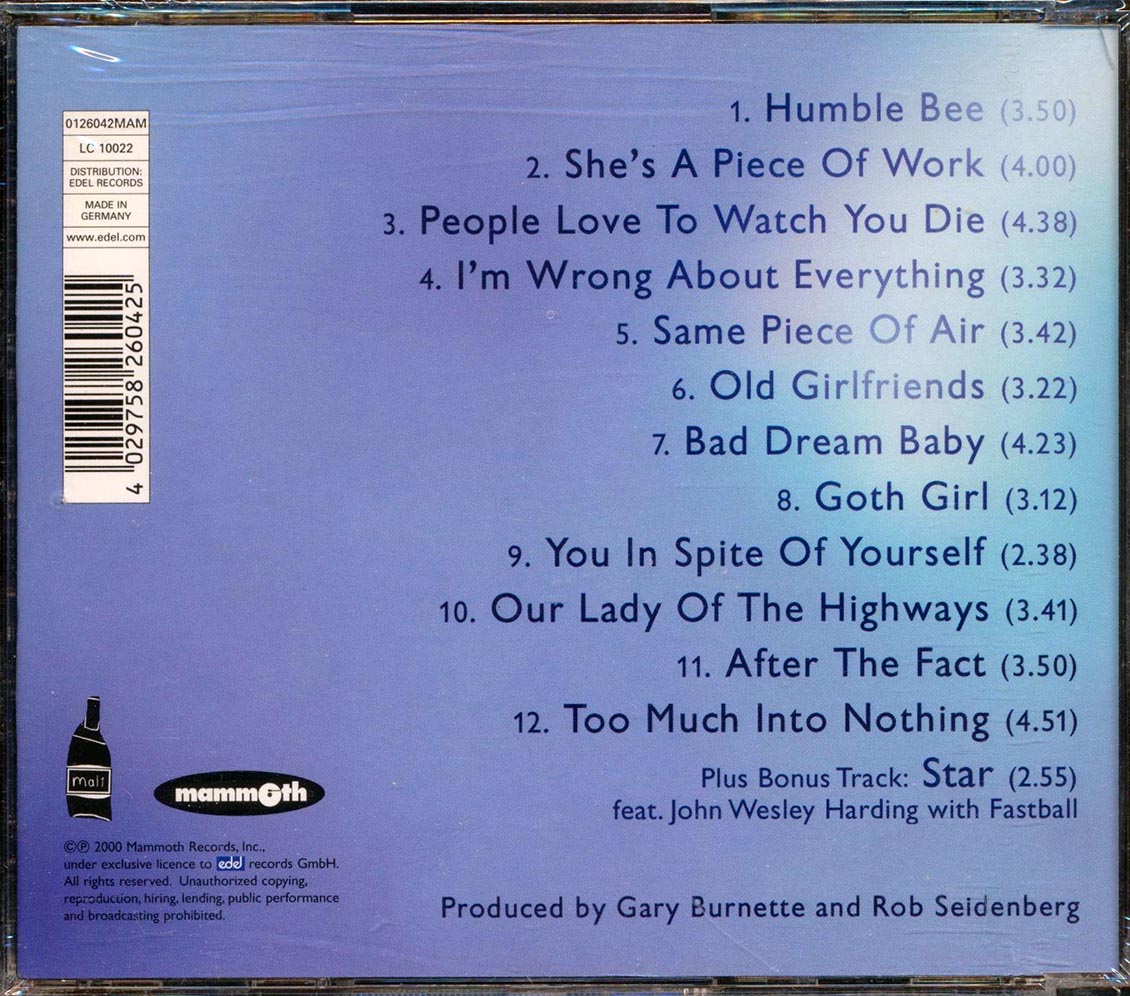 0126042MAM
LC 10022
DISTRIBUTION:
EDEL RECORDS
MADE IN
GERMANY
www.edel.com
4 029758 260425
1. Humble Bee (3.50)
2. She's A Piece Of Work (4.00)
3. People Love To Watch You Die (4.38)
4. I'm Wrong About Everything (3.32)
5. Same Piece Of Air (3.42)
6. Old Girlfriends (3.22)
7. Bad Dream Baby (4.23)
8. Goth Girl (3.12)
9. You In Spite Of Yourself (2.38)
10. Our Lady Of The Highways (3.41)
11. After The Fact (3.50)
12. Too Much Into Nothing (4.51)
Plus Bonus Track: Star (2.55)
feat. John Wesley Harding with Fastball
Produced by Gary Burnette and Rob Seidenberg
malt
mammoth
©℗ 2000 Mammoth Records, Inc.,
under exclusive licence to edel records GmbH.
All rights reserved. Unauthorized copying,
reproduction, hiring, lending, public performance
and broadcasting prohibited.